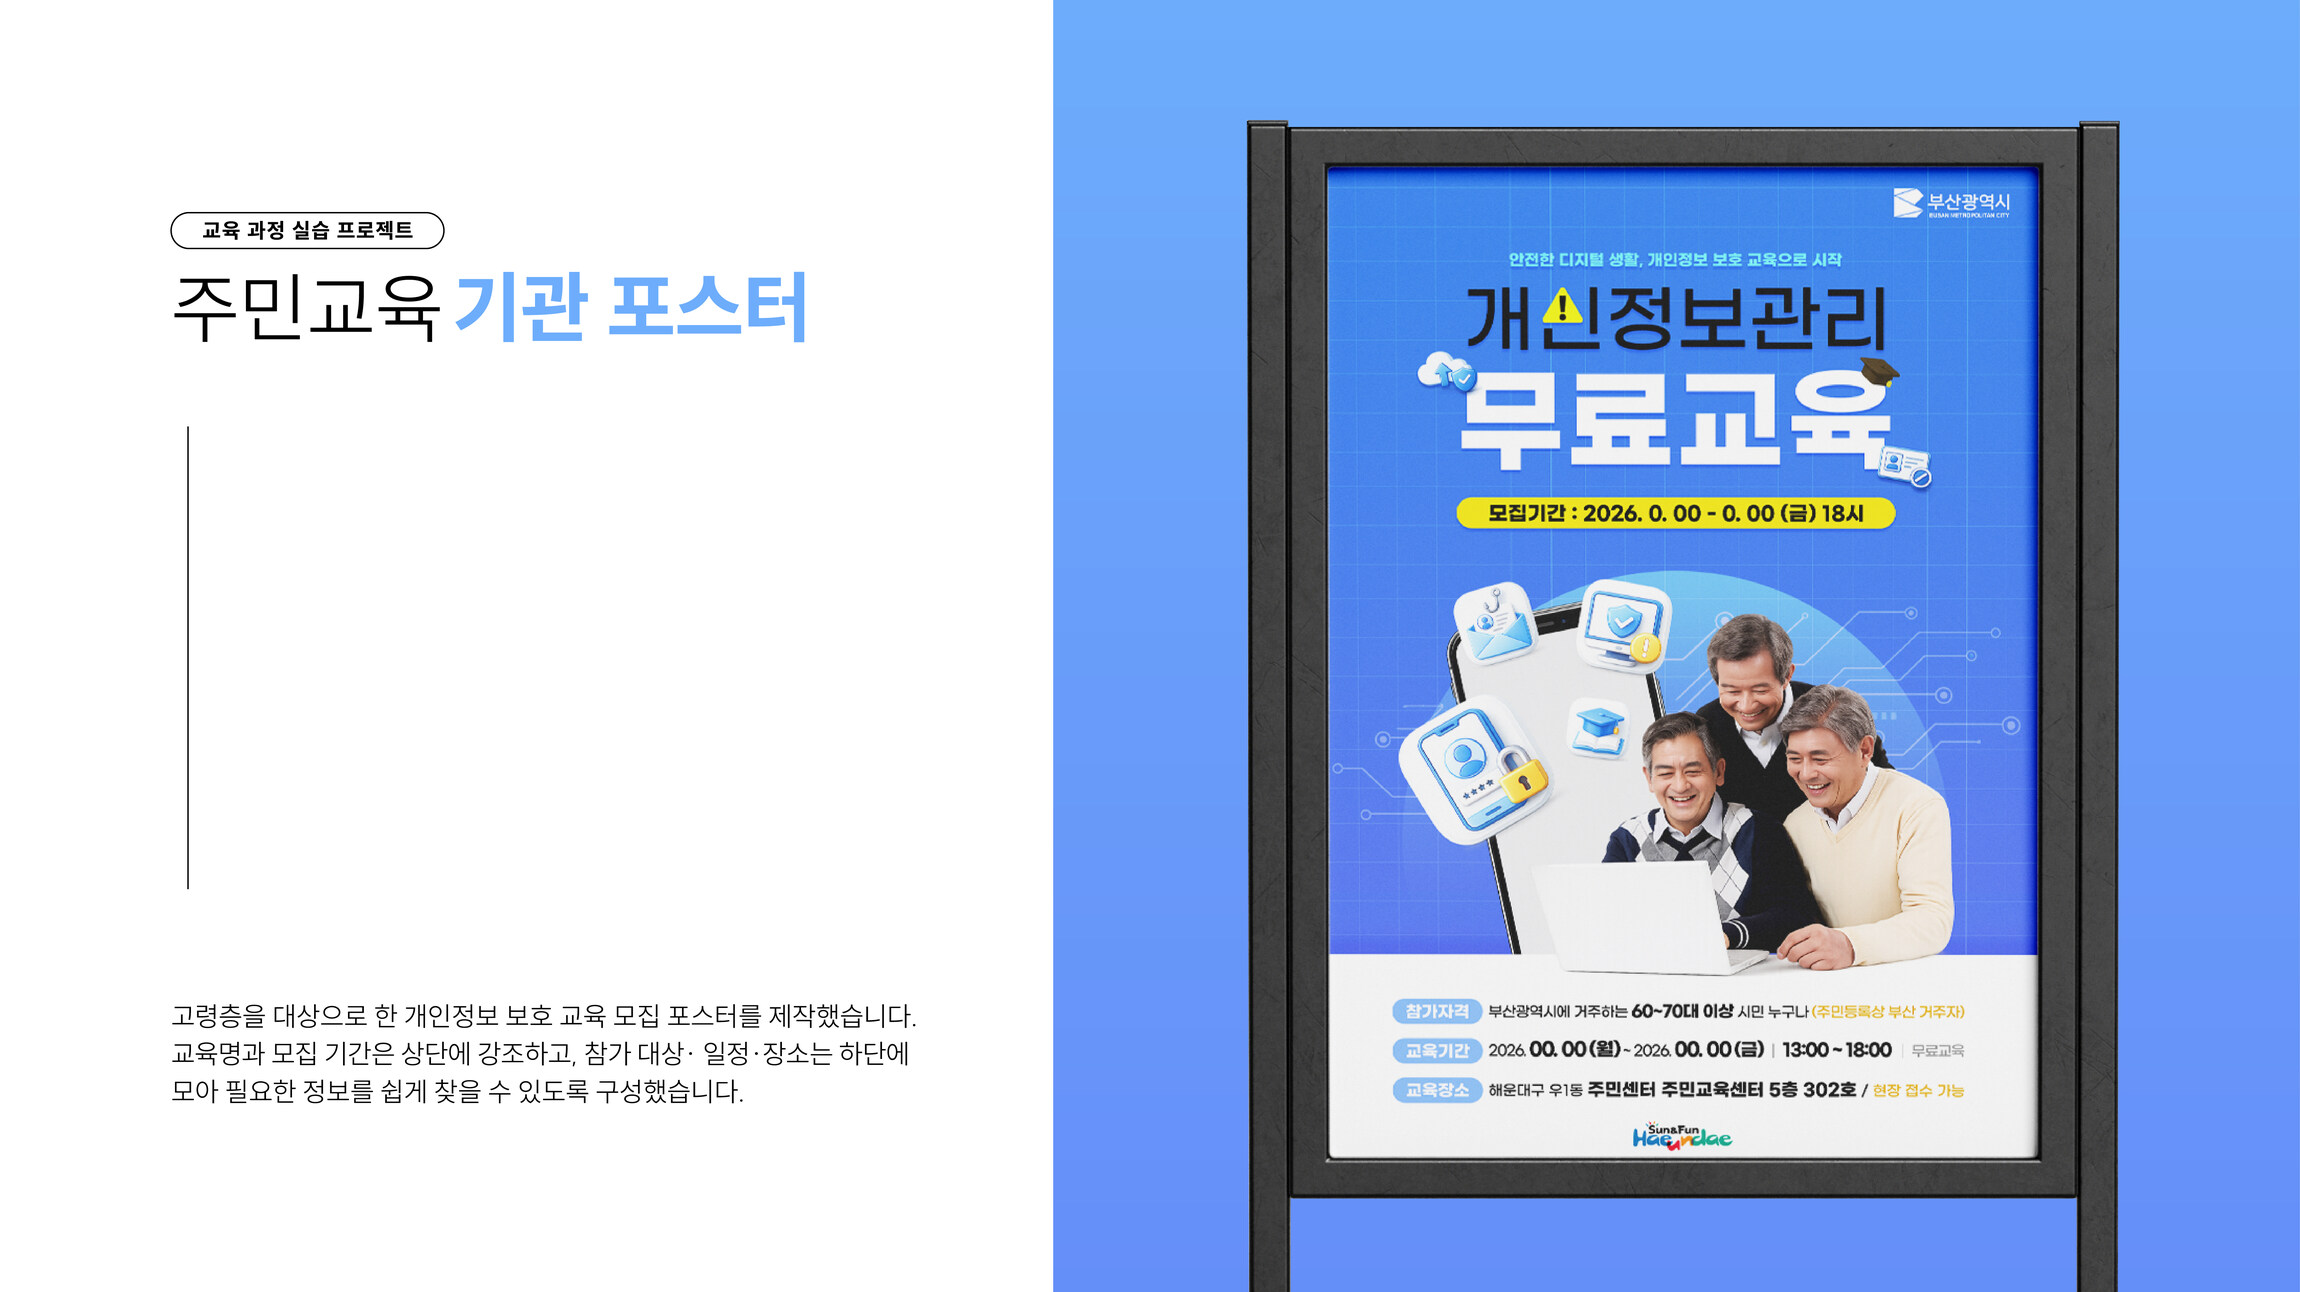 교육 과정 실습 프로젝트
주민교육 기관 포스터
고령층을 대상으로 한 개인정보 보호 교육 모집 포스터를 제작했습니다.
교육명과 모집 기간은 상단에 강조하고, 참가 대상· 일정·장소는 하단에
모아 필요한 정보를 쉽게 찾을 수 있도록 구성했습니다.
부산광역시
BUSAN METROPOLITAN CITY
안전한 디지털 생활, 개인정보 보호 교육으로 시작
개인정보관리
무료교육
모집기간 : 2026. 0. 00 - 0. 00 (금) 18시
참가자격 부산광역시에 거주하는 60~70대 이상 시민 누구나 (주민등록상 부산 거주자)
교육기간 2026. 00. 00 (월) ~ 2026. 00. 00 (금) | 13:00 ~ 18:00 | 무료교육
교육장소 해운대구 우1동 주민센터 주민교육센터 5층 302호 / 현장 접수 가능
Sun&Fun
Haeundae